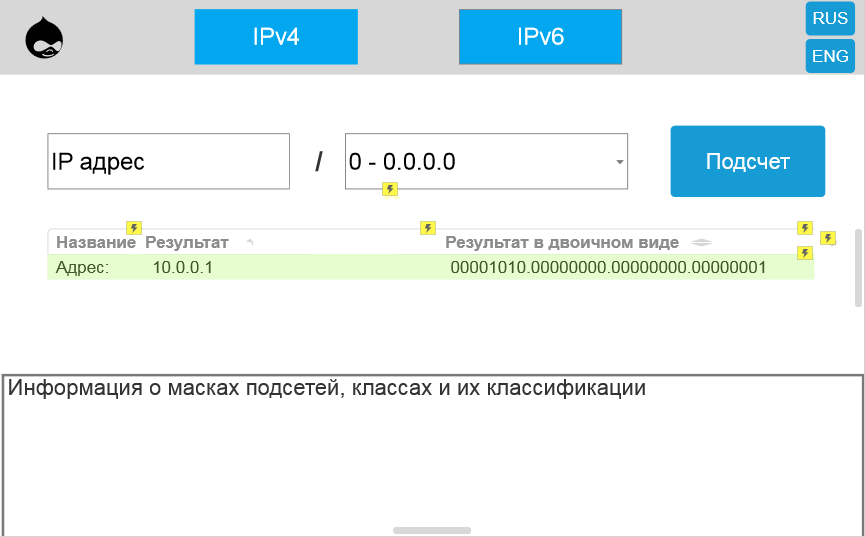 IPv4 IPv6 RUS
ENG
IP адрес / 0 - 0.0.0.0 Подсчет
Название Результат Результат в двоичном виде
Адрес: 10.0.0.1 00001010.00000000.00000000.00000001
Информация о масках подсетей, классах и их классификации